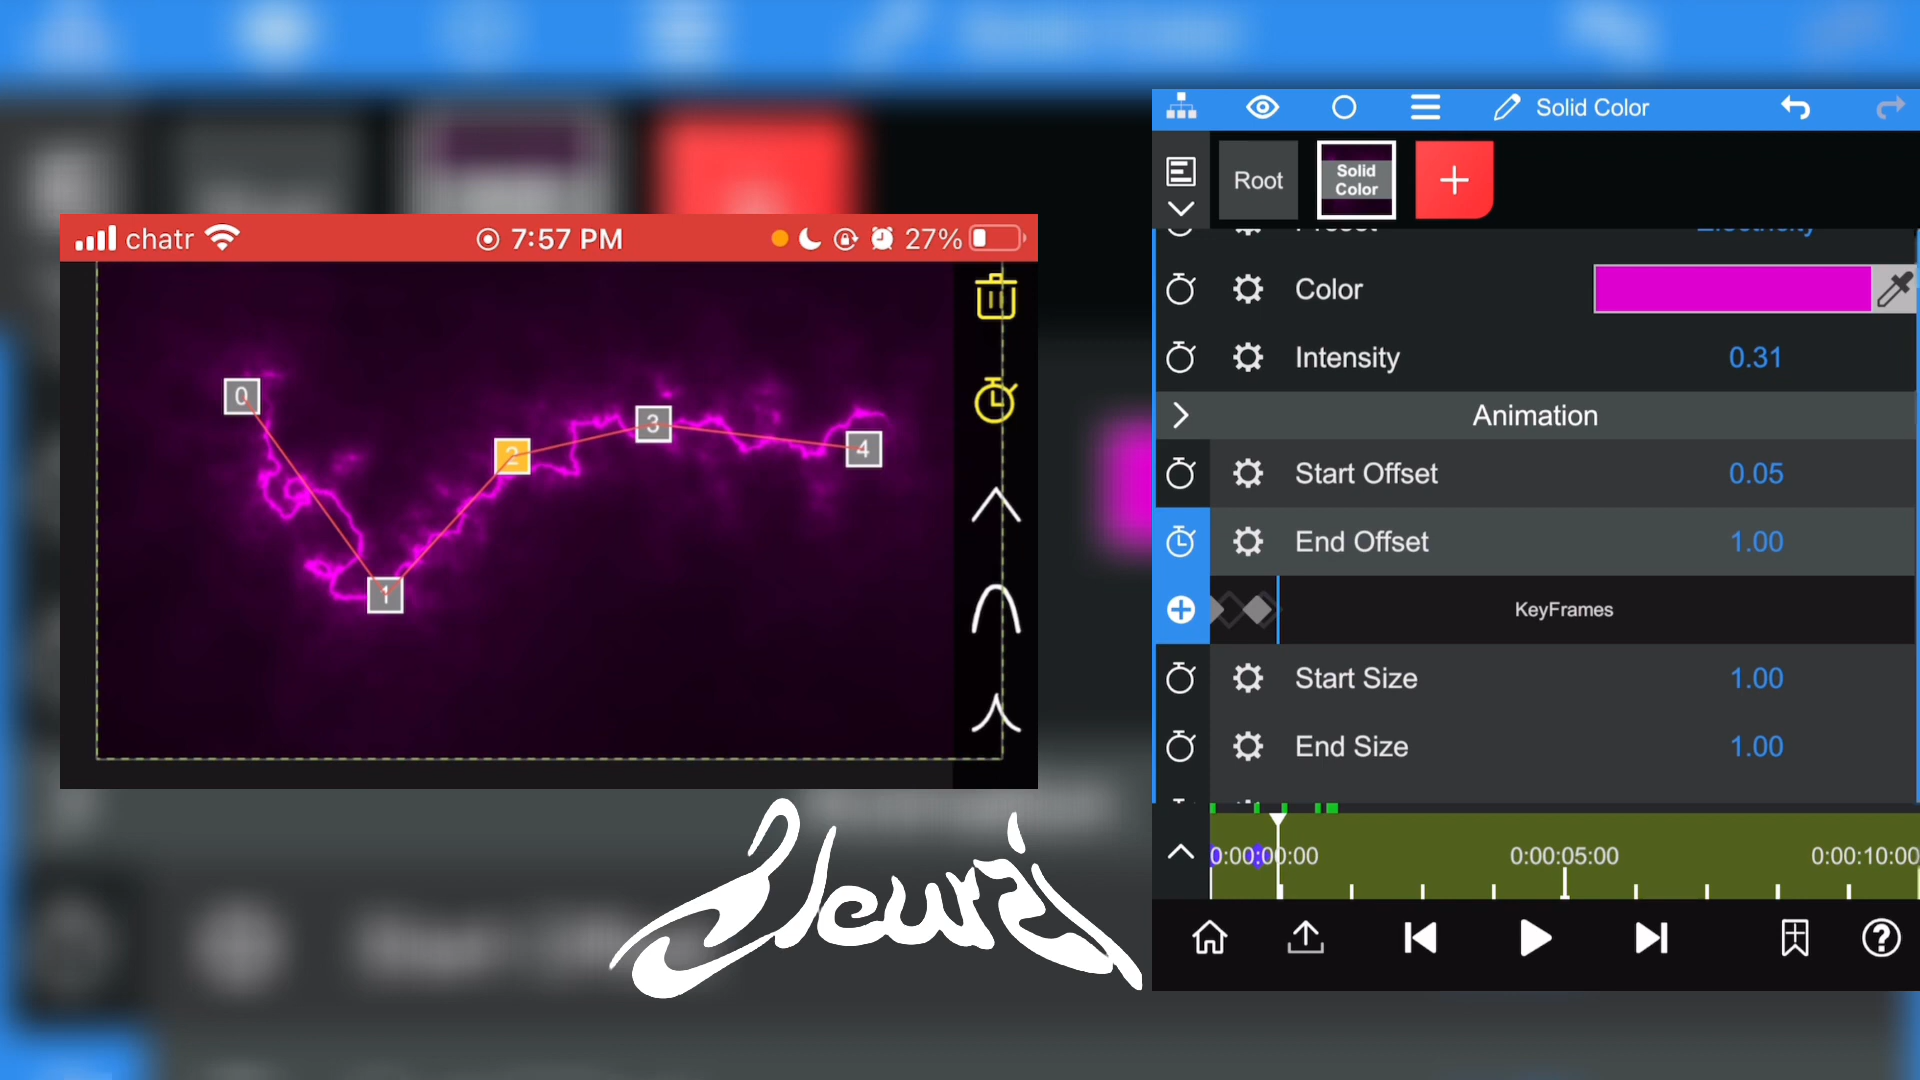 Solid Color
Root
Solid
Color
chatr 7:57 PM 27%
Color
Intensity 0.31
Animation
Start Offset 0.05
End Offset 1.00
KeyFrames
Start Size 1.00
End Size 1.00
0
1
2
3
4
0:00:00:00 0:00:05:00 0:00:10:00